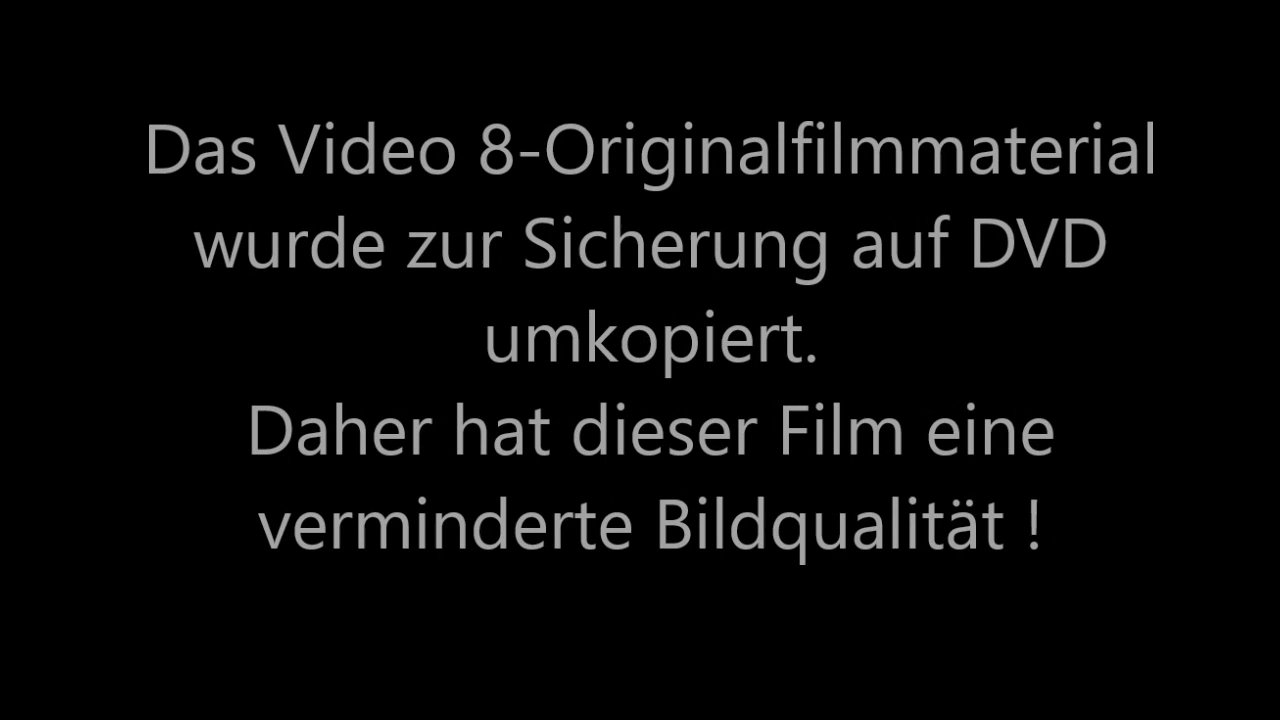 Das Video 8-Originalfilmmaterial
wurde zur Sicherung auf DVD
umkopiert.
Daher hat dieser Film eine
verminderte Bildqualität !